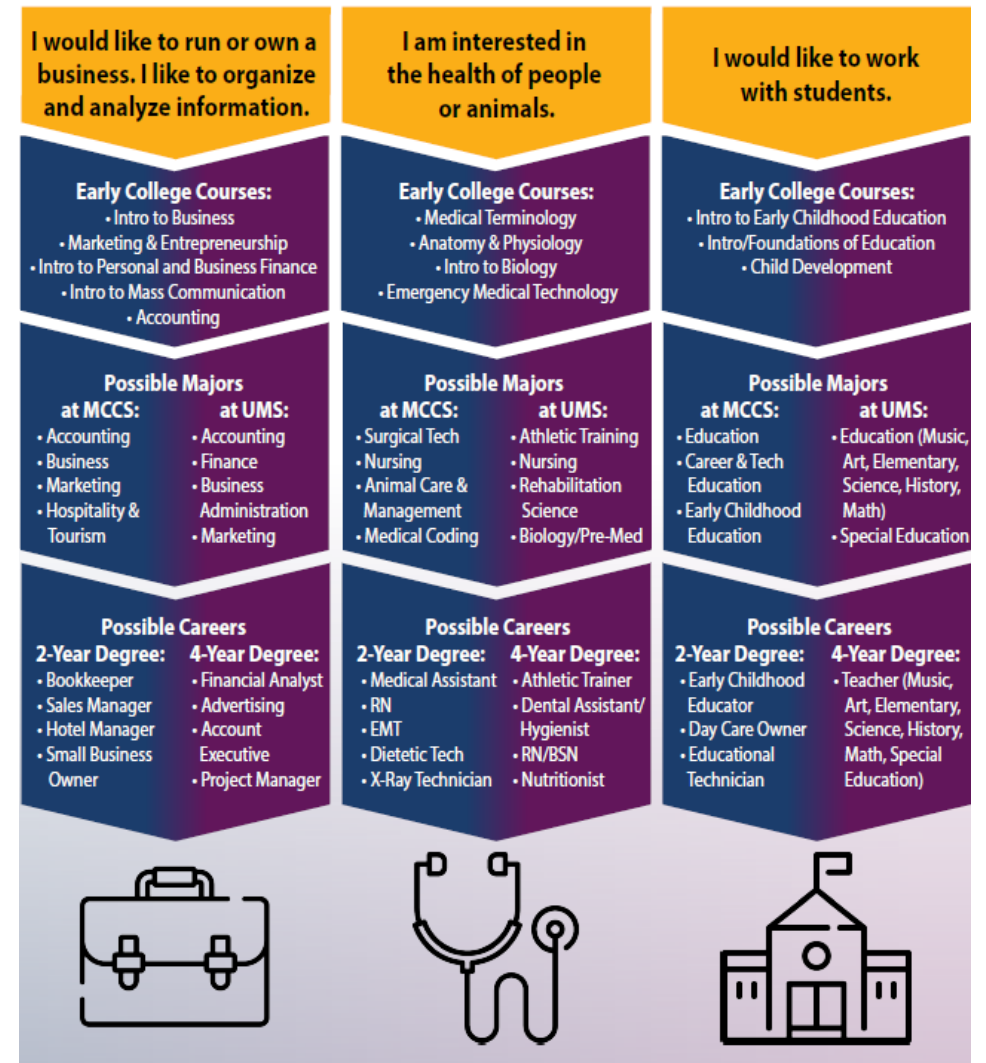 I would like to run or own a
business. I like to organize
and analyze information.
Early College Courses:
• Intro to Business
• Marketing & Entrepreneurship
• Intro to Personal and Business Finance
• Intro to Mass Communication
• Accounting
Possible Majors
at MCCS:
• Accounting
• Business
• Marketing
• Hospitality &
Tourism
at UMS:
• Accounting
• Finance
• Business
Administration
• Marketing
Possible Careers
2-Year Degree:
• Bookkeeper
• Sales Manager
• Hotel Manager
• Small Business
Owner
4-Year Degree:
• Financial Analyst
• Advertising
• Account
Executive
• Project Manager
I am interested in
the health of people
or animals.
Early College Courses:
• Medical Terminology
• Anatomy & Physiology
• Intro to Biology
• Emergency Medical Technology
Possible Majors
at MCCS:
• Surgical Tech
• Nursing
• Animal Care &
Management
• Medical Coding
at UMS:
• Athletic Training
• Nursing
• Rehabilitation
Science
• Biology/Pre-Med
Possible Careers
2-Year Degree:
• Medical Assistant
• RN
• EMT
• Dietetic Tech
• X-Ray Technician
4-Year Degree:
• Athletic Trainer
• Dental Assistant/
Hygienist
• RN/BSN
• Nutritionist
I would like to work
with students.
Early College Courses:
• Intro to Early Childhood Education
• Intro/Foundations of Education
• Child Development
Possible Majors
at MCCS:
• Education
• Career & Tech
Education
• Early Childhood
Education
at UMS:
• Education (Music,
Art, Elementary,
Science, History,
Math)
• Special Education
Possible Careers
2-Year Degree:
• Early Childhood
Educator
• Day Care Owner
• Educational
Technician
4-Year Degree:
• Teacher (Music,
Art, Elementary,
Science, History,
Math, Special
Education)